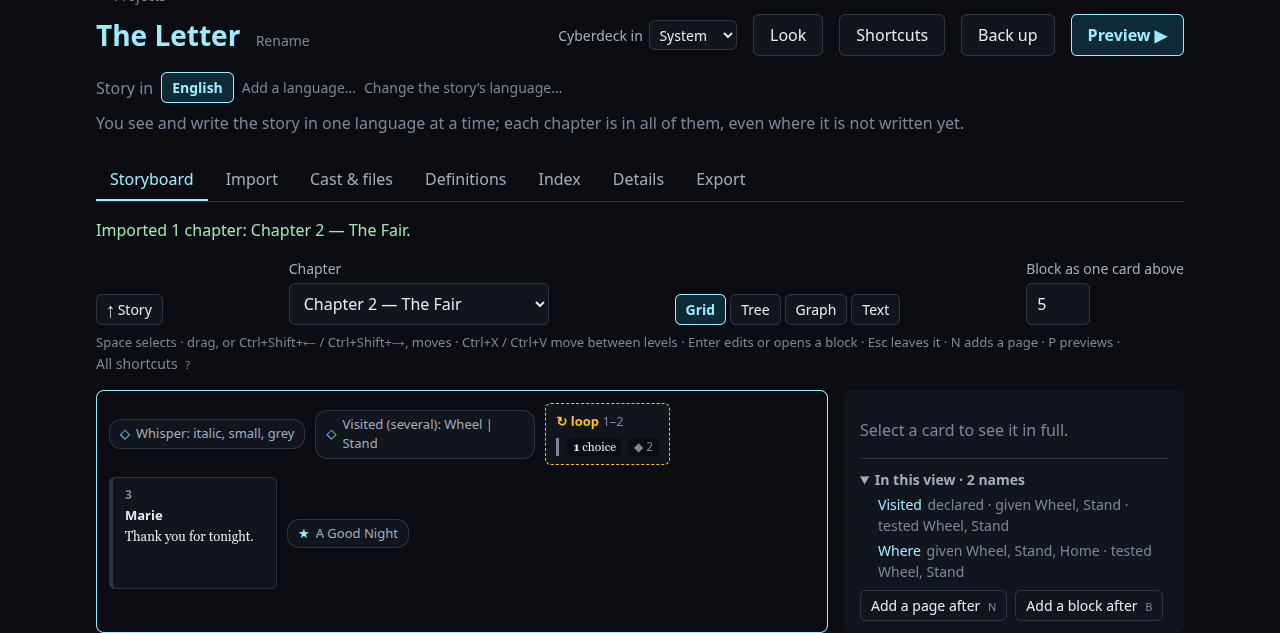 The Letter
Rename
Cyberdeck in
System
Look
Shortcuts
Back up
Preview ▶
Story in
English
Add a language...
Change the story's language...
You see and write the story in one language at a time; each chapter is in all of them, even where it is not written yet.
Storyboard
Import
Cast & files
Definitions
Index
Details
Export
Imported 1 chapter: Chapter 2 — The Fair.
Chapter
Block as one card above
↑ Story
Chapter 2 — The Fair
Grid
Tree
Graph
Text
5
Space selects · drag, or Ctrl+Shift+← / Ctrl+Shift+→, moves · Ctrl+X / Ctrl+V move between levels · Enter edits or opens a block · Esc leaves it · N adds a page · P previews ·
All shortcuts ?
◇ Whisper: italic, small, grey
◇ Visited (several): Wheel |
Stand
↻ loop 1–2
1 choice
◆ 2
3
Marie
Thank you for tonight.
★ A Good Night
Select a card to see it in full.
▼ In this view · 2 names
Visited declared · given Wheel, Stand ·
tested Wheel, Stand
Where given Wheel, Stand, Home · tested
Wheel, Stand
Add a page after N
Add a block after B